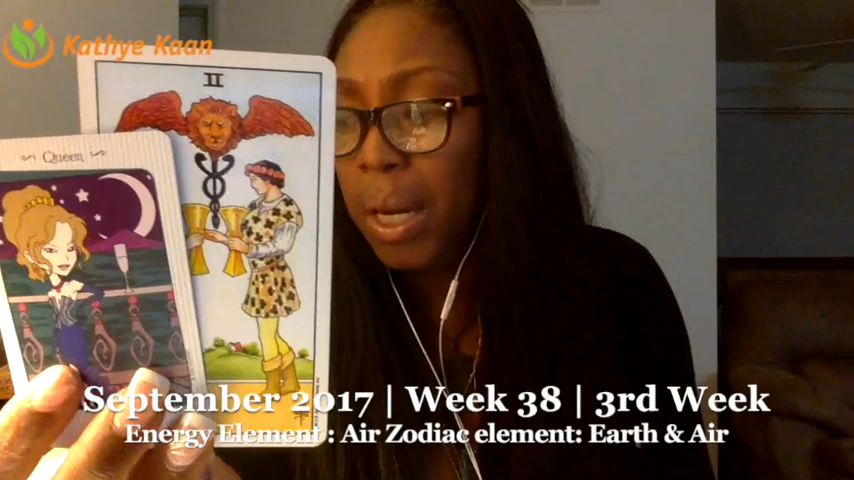 Kathye Kaan
II
Queen
September 2017 | Week 38 | 3rd Week
Energy Element : Air Zodiac element: Earth & Air